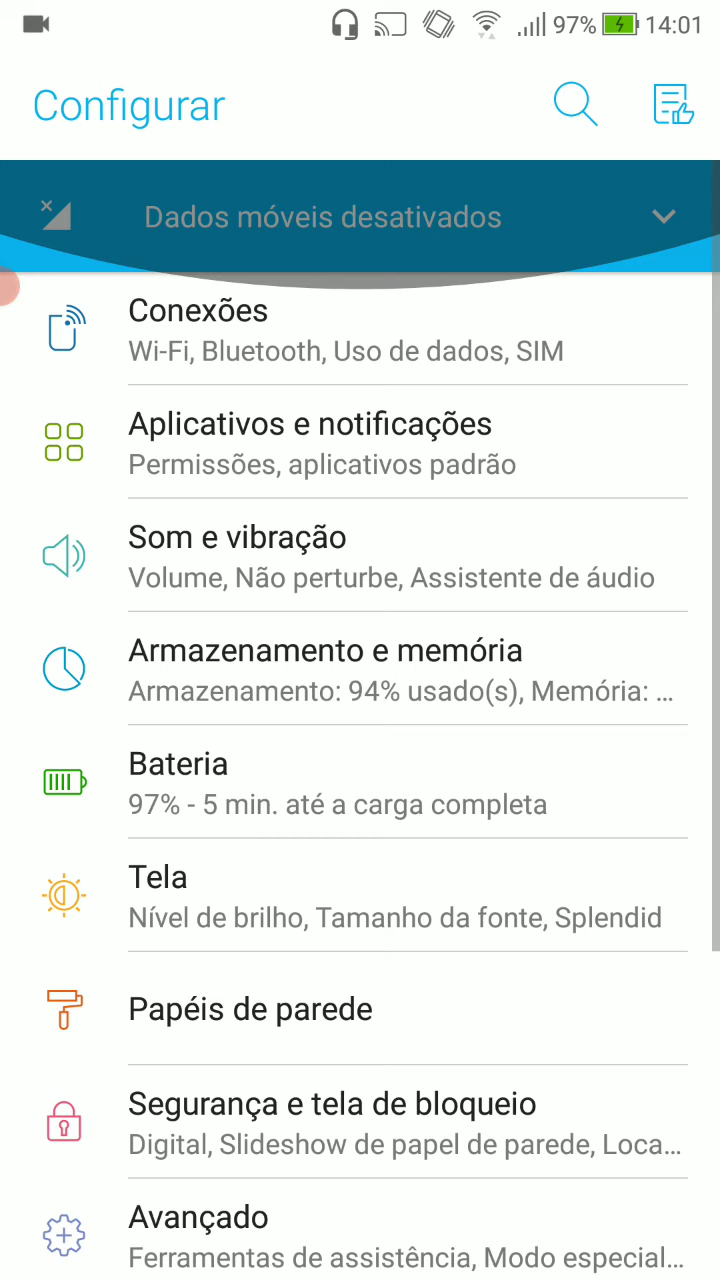 97% 14:01
Configurar
Dados móveis desativados
Conexões
Wi-Fi, Bluetooth, Uso de dados, SIM
Aplicativos e notificações
Permissões, aplicativos padrão
Som e vibração
Volume, Não perturbe, Assistente de áudio
Armazenamento e memória
Armazenamento: 94% usado(s), Memória: ...
Bateria
97% - 5 min. até a carga completa
Tela
Nível de brilho, Tamanho da fonte, Splendid
Papéis de parede
Segurança e tela de bloqueio
Digital, Slideshow de papel de parede, Loca...
Avançado
Ferramentas de assistência, Modo especial...